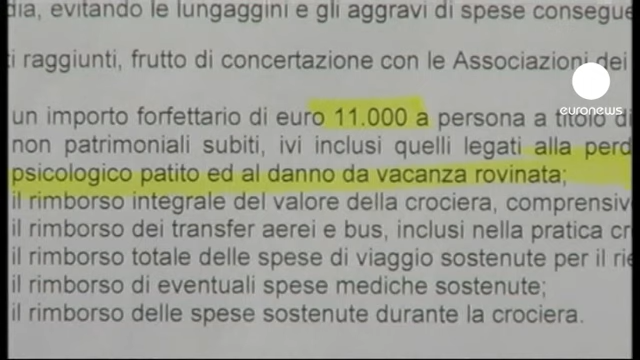 dia, evitando le lungaggini e gli aggravi di spese consegue
ti raggiunti, frutto di concertazione con le Associazioni dei
euronews
un importo forfettario di euro 11.000 a persona a titolo di
non patrimoniali subiti, ivi inclusi quelli legati alla perd
psicologico patito ed al danno da vacanza rovinata;
il rimborso integrale del valore della crociera, comprensiv
il rimborso dei transfer aerei e bus, inclusi nella pratica cr
il rimborso totale delle spese di viaggio sostenute per il rie
il rimborso di eventuali spese mediche sostenute;
il rimborso delle spese sostenute durante la crociera.